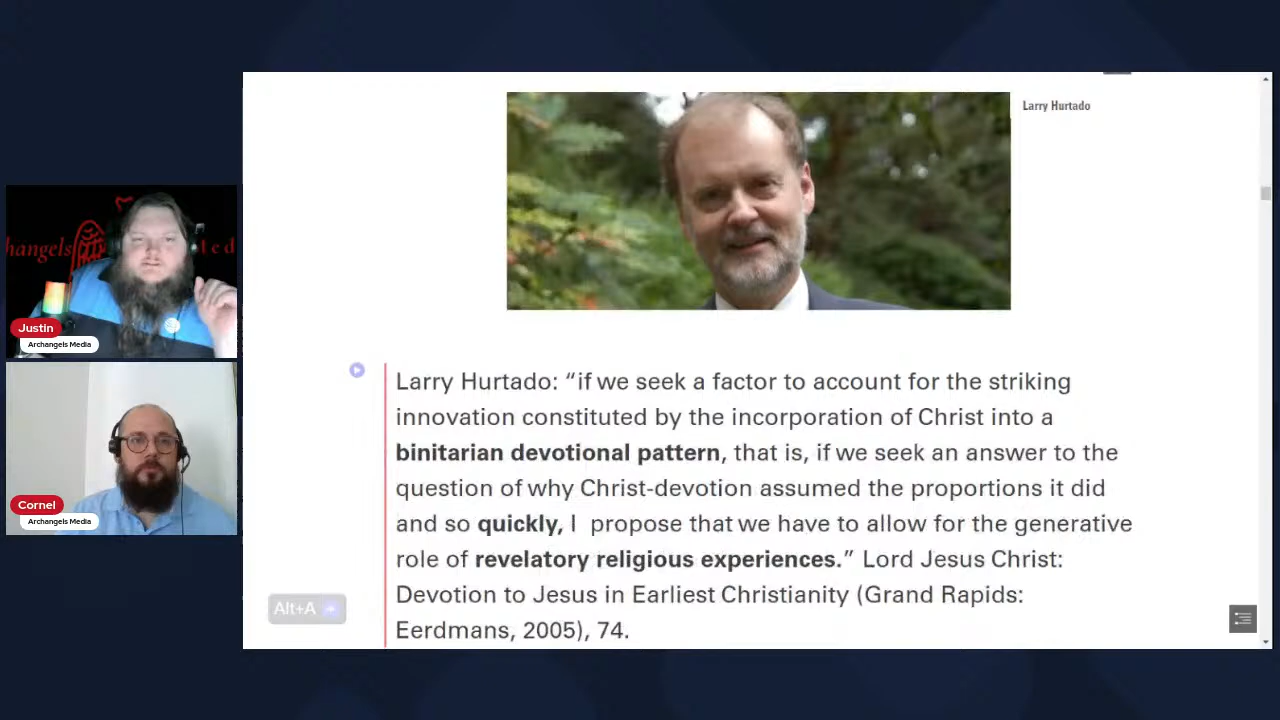 Larry Hurtado
hangels ted
Justin
Archangels Media
Cornel
Archangels Media
Larry Hurtado: “if we seek a factor to account for the striking
innovation constituted by the incorporation of Christ into a
binitarian devotional pattern, that is, if we seek an answer to the
question of why Christ-devotion assumed the proportions it did
and so quickly, I propose that we have to allow for the generative
role of revelatory religious experiences.” Lord Jesus Christ:
Devotion to Jesus in Earliest Christianity (Grand Rapids:
Eerdmans, 2005), 74.
Alt+A